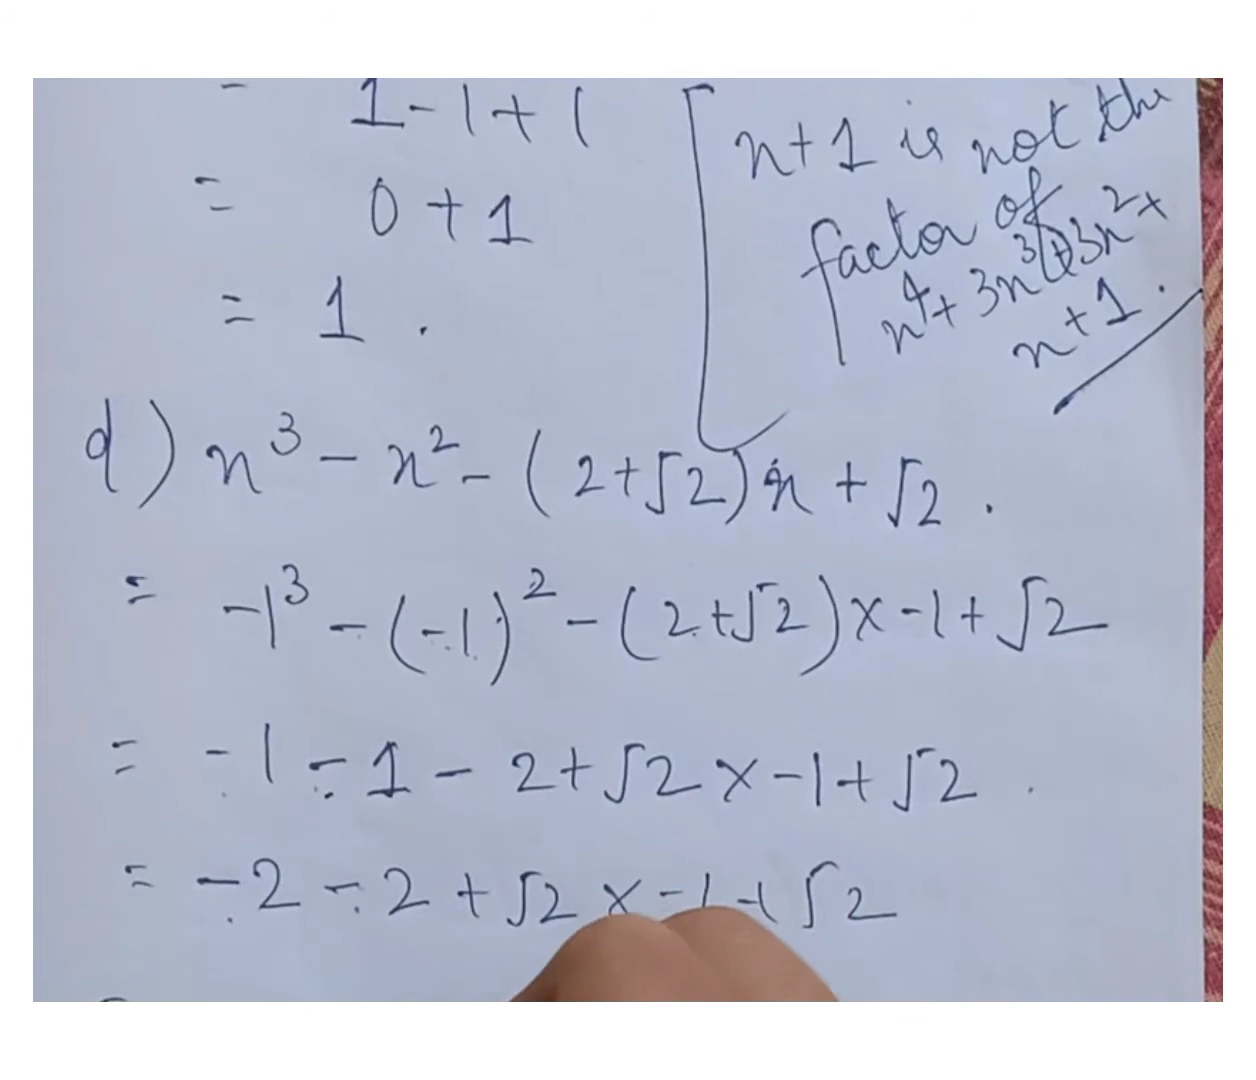 = 1-1+1
= 0+1
= 1.
x+1 is not the
factor of
x⁴+3x³+3x²+
x+1.
d) x³-x²-(2+√2)x+√2.
= -1³-(-1)²-(2+√2)x-1+√2
= -1-1-2+√2x-1+√2.
= -2-2+√2x-1+√2